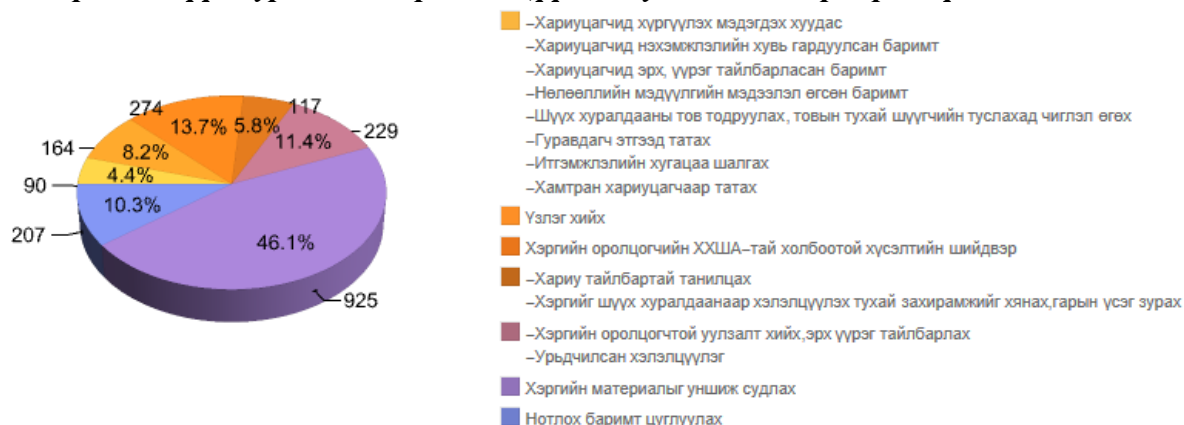 –Хариуцагчид хүргүүлэх мэдэгдэх хуудас
–Хариуцагчид нэхэмжлэлийн хувь гардуулсан баримт
–Хариуцагчид эрх, үүрэг тайлбарласан баримт
–Нөлөөллийн мэдүүлгийн мэдээлэл өгсөн баримт
–Шүүх хуралдааны тов тодруулах, товын тухай шүүгчийн туслахад чиглэл өгөх
–Гуравдагч этгээд татах
–Итгэмжлэлийн хугацаа шалгах
–Хамтран хариуцагчаар татах
Үзлэг хийх
Хэргийн оролцогчийн ХХША–тай холбоотой хүсэлтийн шийдвэр
–Хариу тайлбартай танилцах
–Хэргийг шүүх хуралдаанаар хэлэлцүүлэх тухай захирамжийг хянах,гарын үсэг зурах
–Хэргийн оролцогчтой уулзалт хийх,эрх үүрэг тайлбарлах
–Урьдчилсан хэлэлцүүлэг
Хэргийн материалыг уншиж судлах
Нотлох баримт цуглуулах
274
117
13.7%
5.8%
229
11.4%
164
8.2%
4.4%
90
10.3%
207
46.1%
925